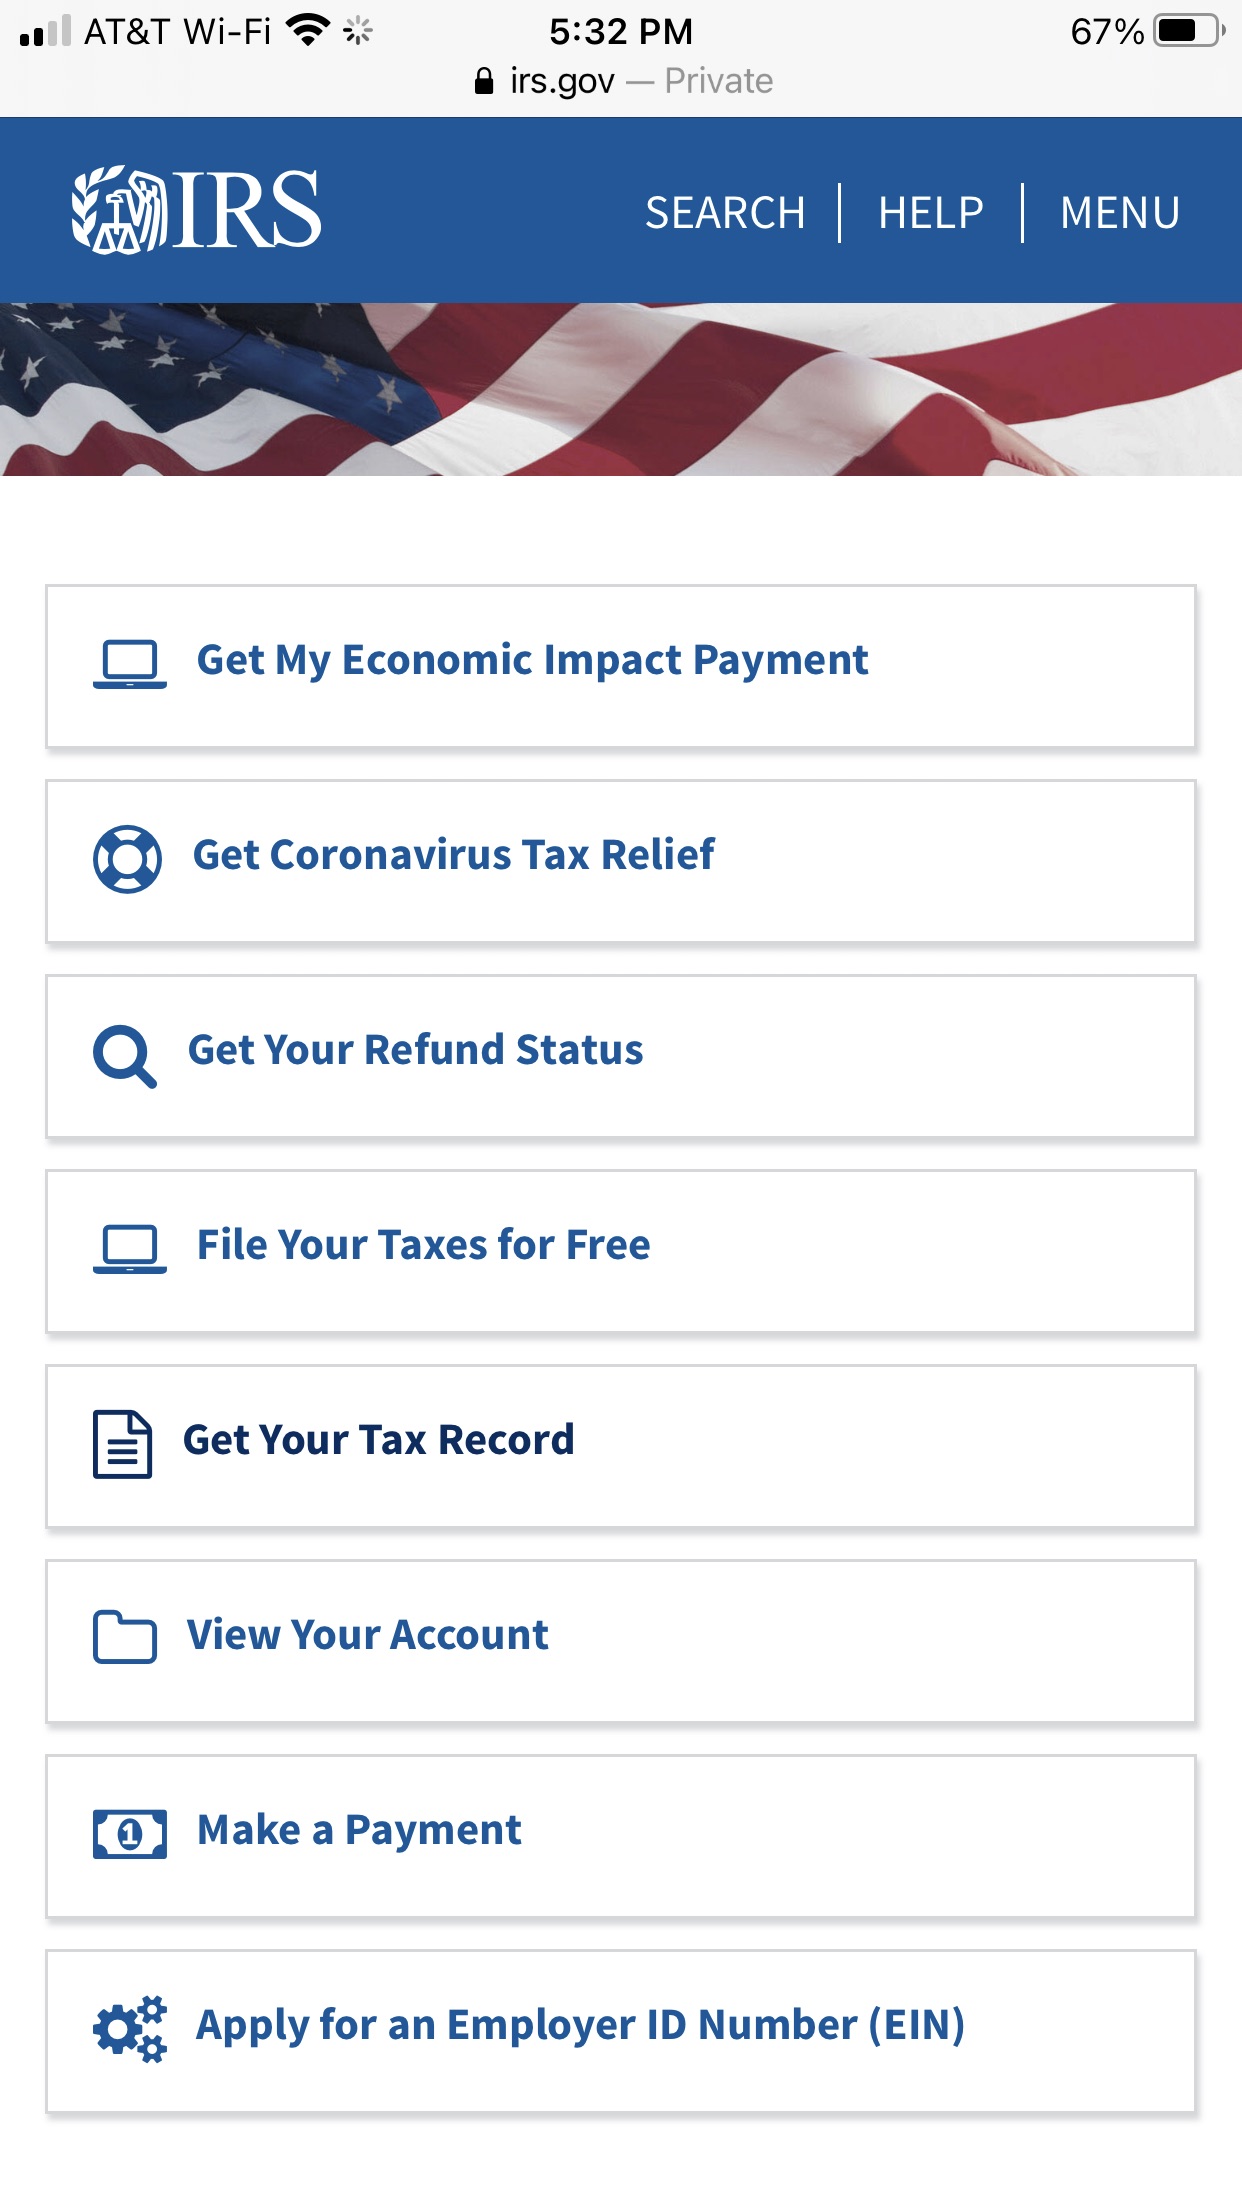 AT&T Wi-Fi 5:32 PM 67%
irs.gov — Private
IRS SEARCH HELP MENU
Get My Economic Impact Payment
Get Coronavirus Tax Relief
Get Your Refund Status
File Your Taxes for Free
Get Your Tax Record
View Your Account
1 Make a Payment
Apply for an Employer ID Number (EIN)